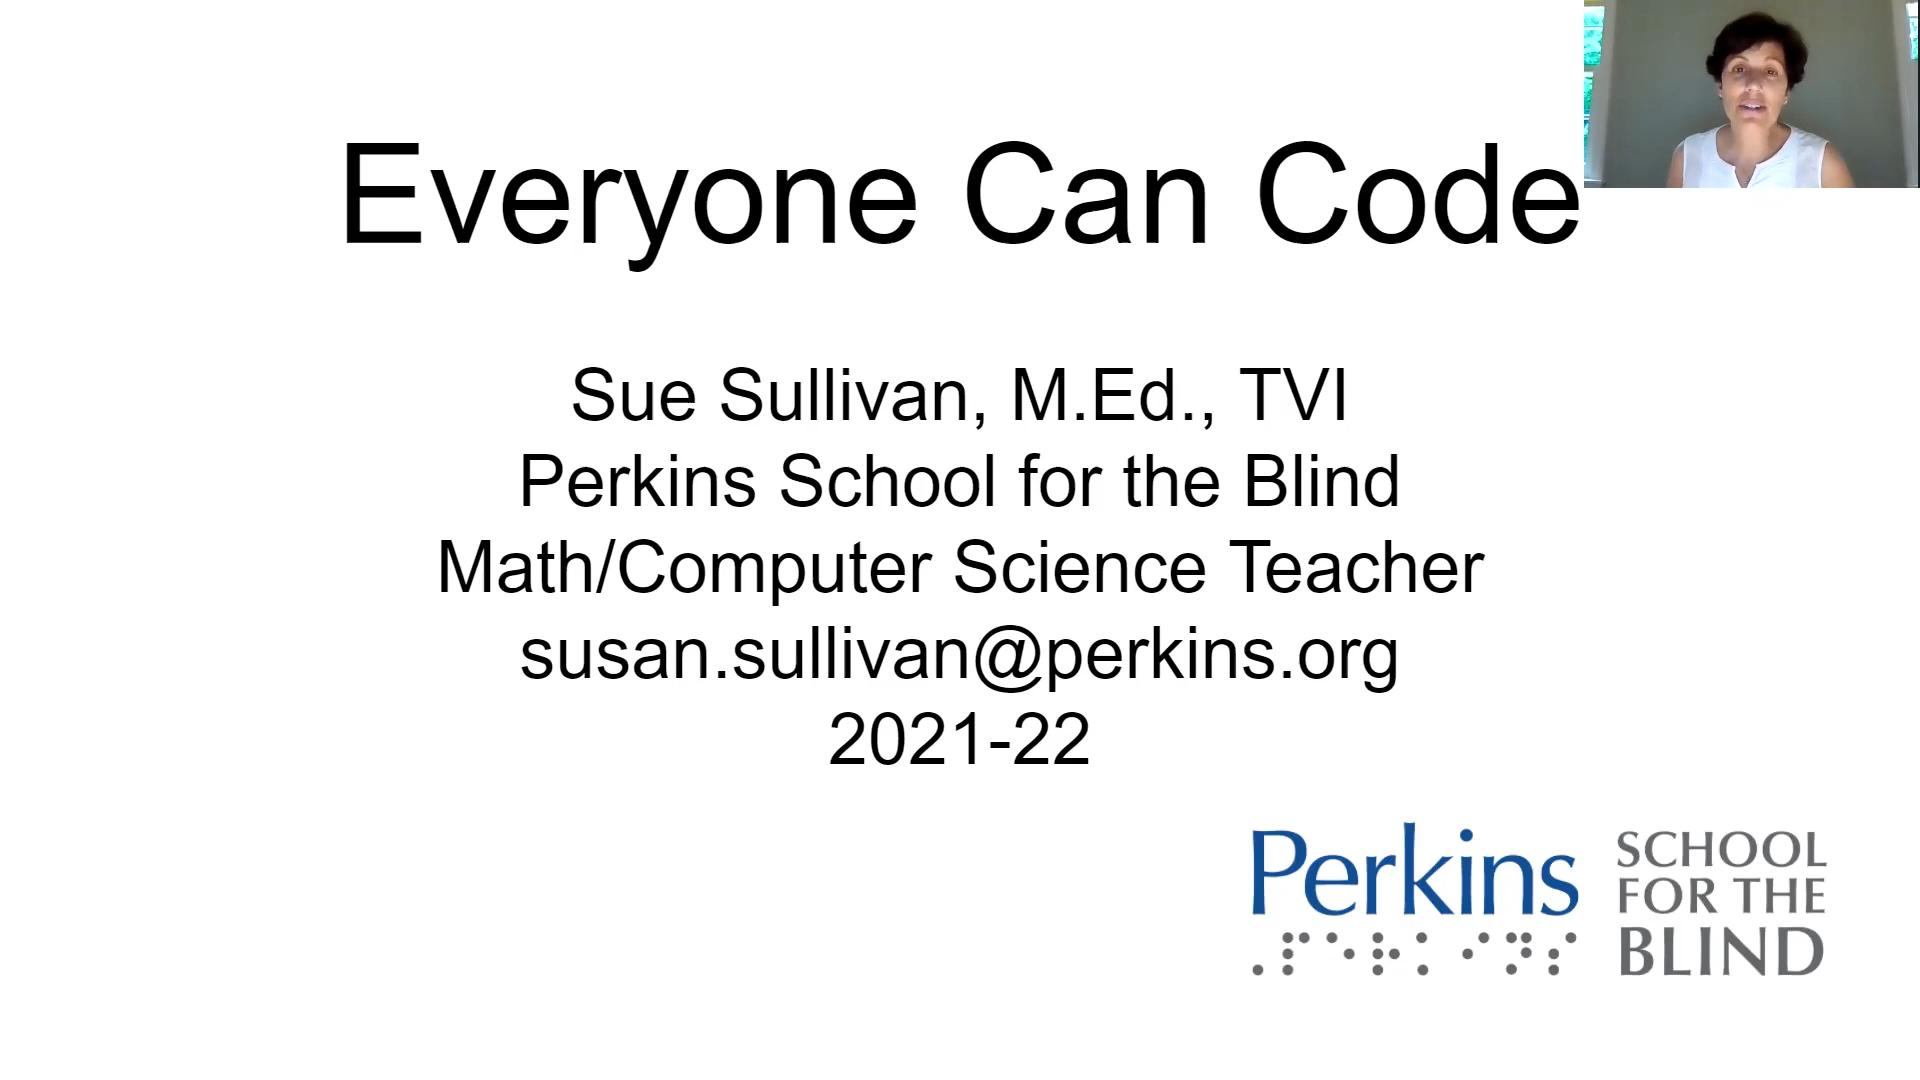 Everyone Can Code
Sue Sullivan, M.Ed., TVI
Perkins School for the Blind
Math/Computer Science Teacher
susan.sullivan@perkins.org
2021-22
Perkins
⠠⠏⠑⠗⠅⠊⠝⠎
SCHOOL
FOR THE
BLIND